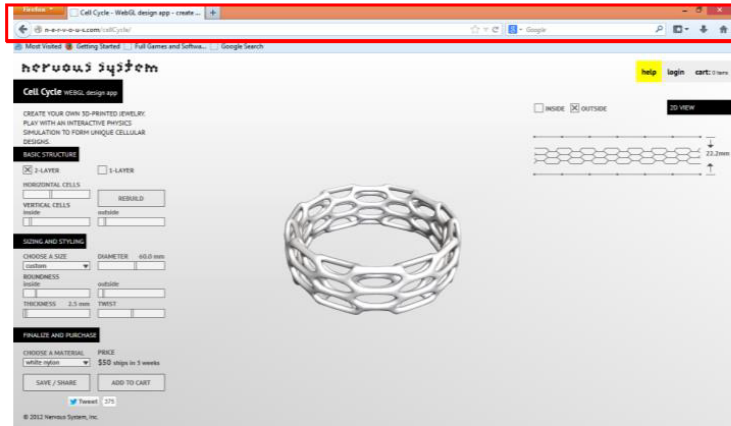 Firefox
Cell Cycle - WebGL design app - create ...
n-e-r-v-o-u-s.com/cellCycle/
Google
Most Visited Getting Started Full Games and Softwa... Google Search
nervous system
help login cart: 0 items
Cell Cycle WEBGL design app
CREATE YOUR OWN 3D-PRINTED JEWELRY.
PLAY WITH AN INTERACTIVE PHYSICS
SIMULATION TO FORM UNIQUE CELLULAR
DESIGNS.
INSIDE OUTSIDE
2D VIEW
22.2mm
BASIC STRUCTURE
2-LAYER 1-LAYER
HORIZONTAL CELLS
REBUILD
VERTICAL CELLS
inside outside
SIZING AND STYLING
CHOOSE A SIZE DIAMETER 60.0 mm
custom
ROUNDNESS
inside outside
THICKNESS 2.5 mm TWIST
FINALIZE AND PURCHASE
CHOOSE A MATERIAL PRICE
white nylon $50 ships in 3 weeks
SAVE / SHARE ADD TO CART
Tweet 375
© 2012 Nervous System, Inc.